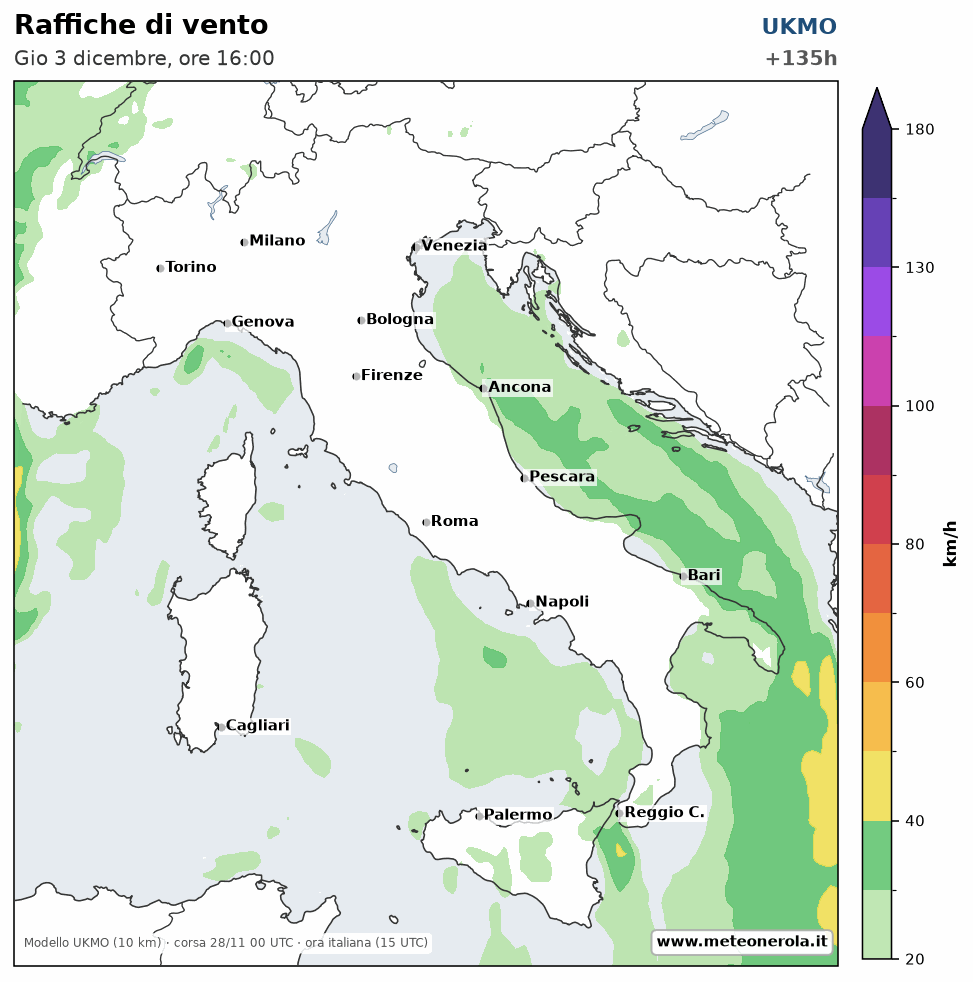 Raffiche di vento
UKMO
Gio 3 dicembre, ore 16:00
+135h
180
130
100
80
60
40
20
km/h
Milano
Venezia
Torino
Genova
Bologna
Firenze
Ancona
Pescara
Roma
Bari
Napoli
Cagliari
Palermo
Reggio C.
Modello UKMO (10 km) · corsa 28/11 00 UTC · ora italiana (15 UTC)
www.meteonerola.it